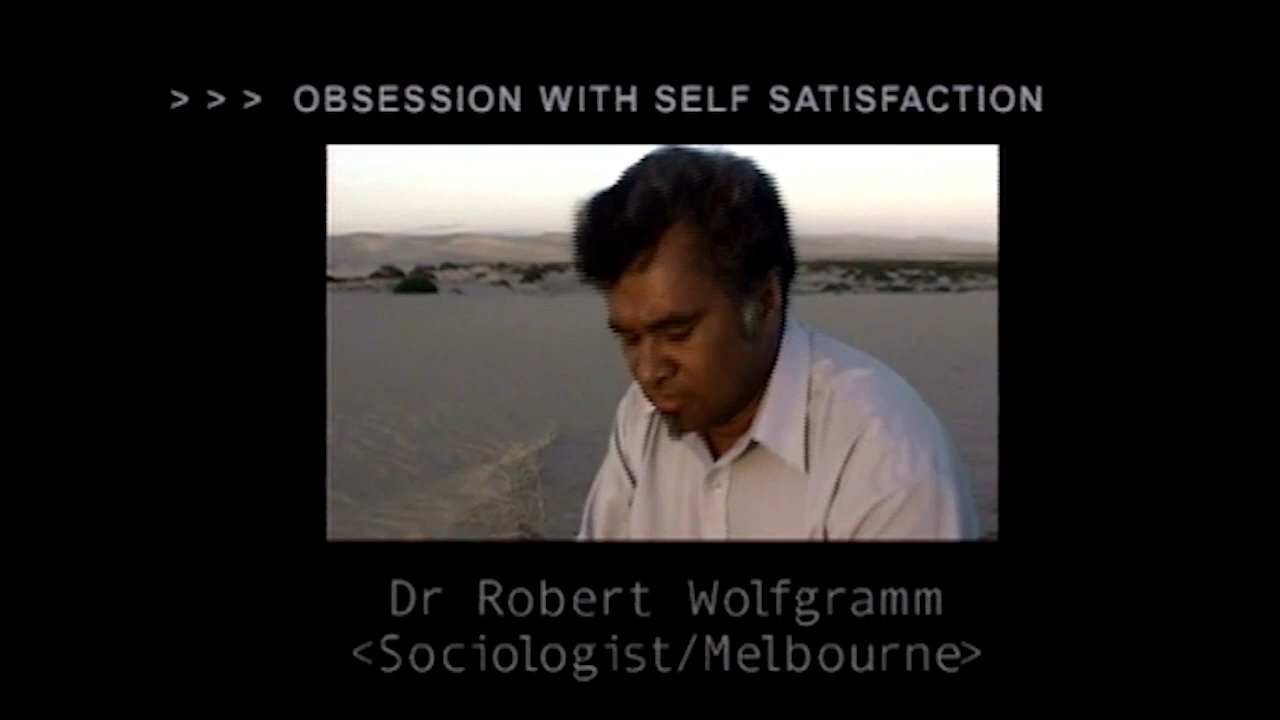 > > > OBSESSION WITH SELF SATISFACTION
Dr Robert Wolfgramm
<Sociologist/Melbourne>